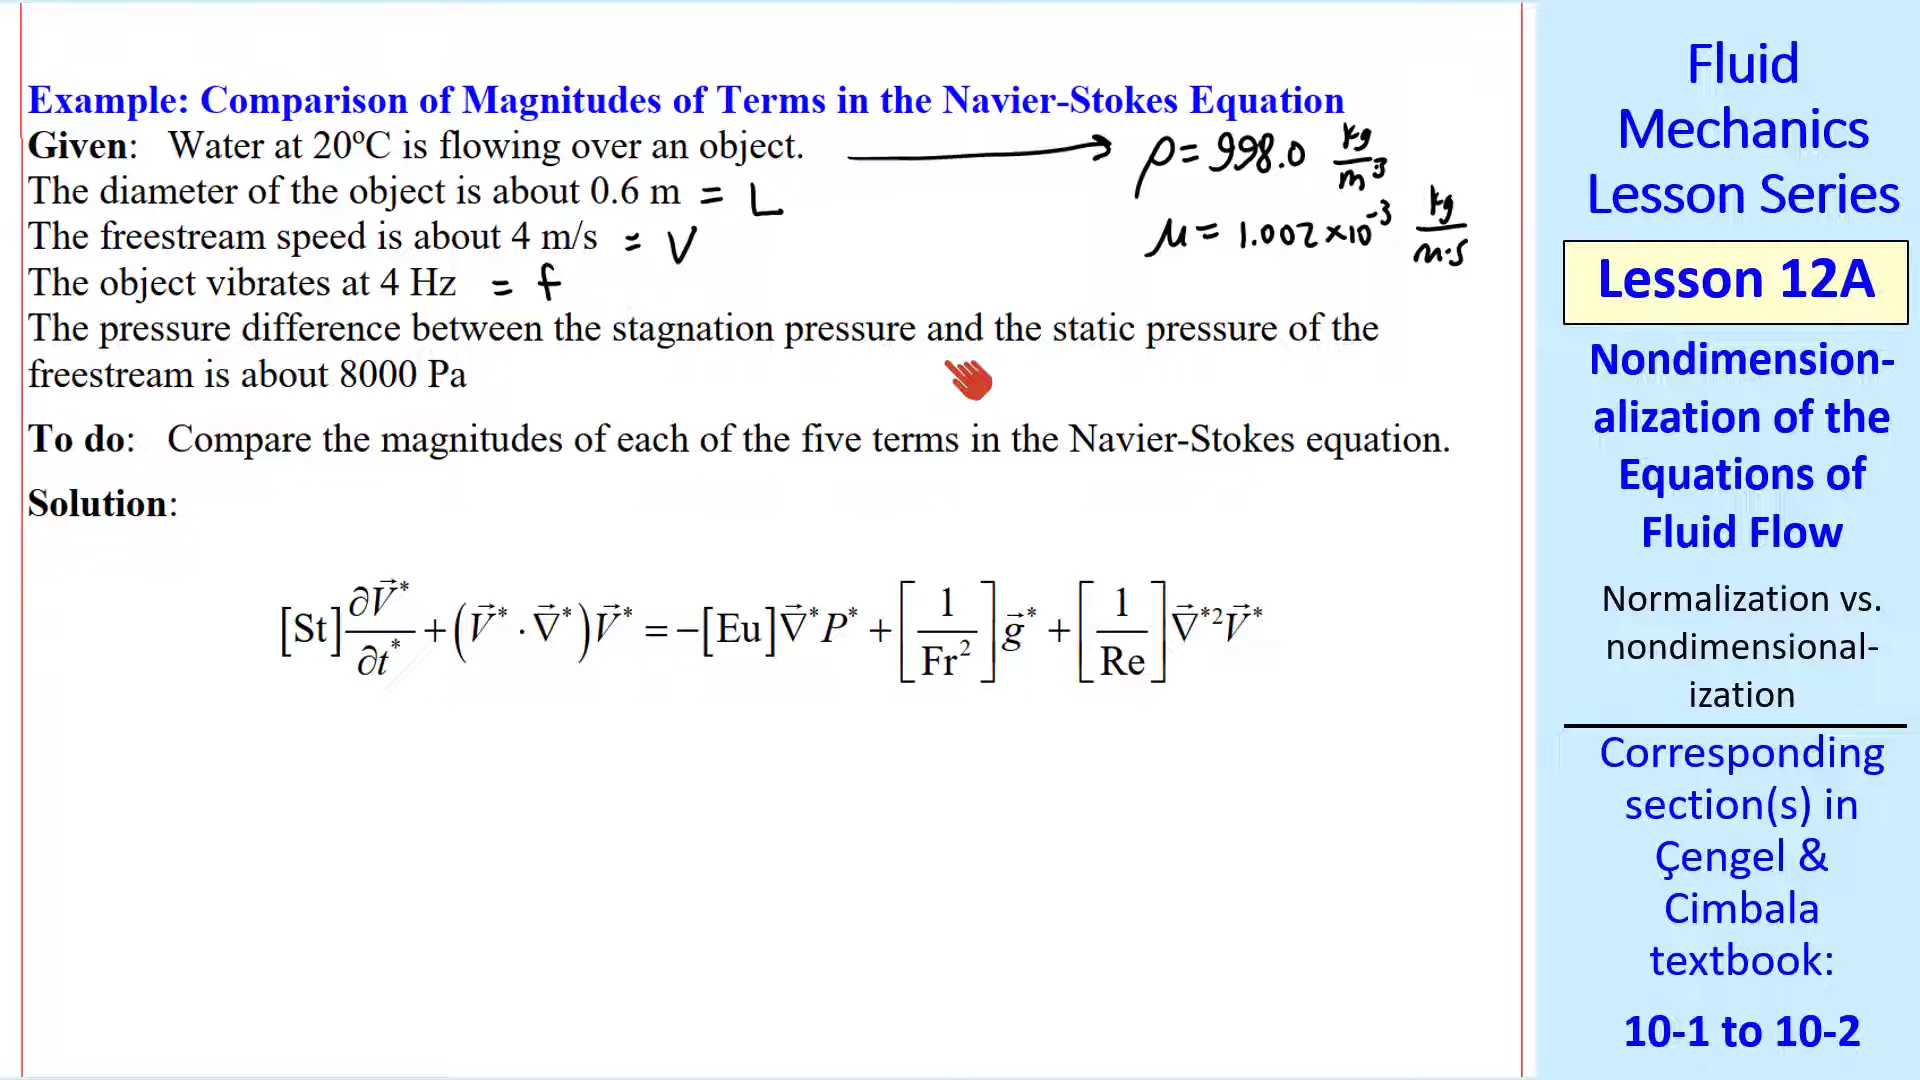 Example: Comparison of Magnitudes of Terms in the Navier-Stokes Equation
Given: Water at 20ºC is flowing over an object. ⟶ ρ = 998.0 kg/m³
The diameter of the object is about 0.6 m = L
The freestream speed is about 4 m/s = V μ = 1.002×10⁻³ kg/m·s
The object vibrates at 4 Hz = f
The pressure difference between the stagnation pressure and the static pressure of the
freestream is about 8000 Pa
To do: Compare the magnitudes of each of the five terms in the Navier-Stokes equation.
Solution:
[St] ∂V⃗*/∂t* + (V⃗* · ∇⃗*) V⃗* = −[Eu] ∇⃗*P* + [1/Fr²] g⃗* + [1/Re] ∇⃗*² V⃗*
Fluid
Mechanics
Lesson Series
Lesson 12A
Nondimension-
alization of the
Equations of
Fluid Flow
Normalization vs.
nondimensional-
ization
Corresponding
section(s) in
Çengel &
Cimbala
textbook:
10-1 to 10-2